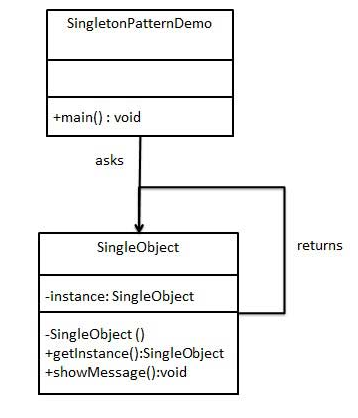 SingletonPatternDemo
+main() : void
asks
SingleObject
returns
-instance: SingleObject
-SingleObject ()
+getInstance():SingleObject
+showMessage():void